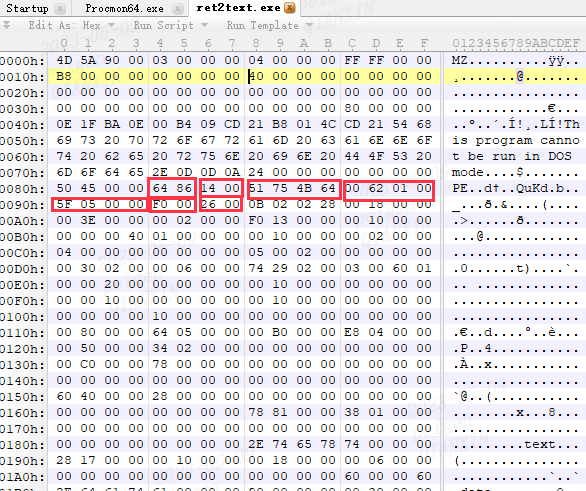 Startup Procmon64.exe ret2text.exe
Edit As: Hex Run Script Run Template
0 1 2 3 4 5 6 7 8 9 A B C D E F 0123456789ABCDEF
0000h: 4D 5A 90 00 03 00 00 00 04 00 00 00 FF FF 00 00 MZ..........ÿÿ..
0010h: B8 00 00 00 00 00 00 00 40 00 00 00 00 00 00 00 ¸.......@.......
0020h: 00 00 00 00 00 00 00 00 00 00 00 00 00 00 00 00 ................
0030h: 00 00 00 00 00 00 00 00 00 00 00 00 80 00 00 00 ............€...
0040h: 0E 1F BA 0E 00 B4 09 CD 21 B8 01 4C CD 21 54 68 ..º..´.Í!¸.LÍ!Th
0050h: 69 73 20 70 72 6F 67 72 61 6D 20 63 61 6E 6E 6F is program canno
0060h: 74 20 62 65 20 72 75 6E 20 69 6E 20 44 4F 53 20 t be run in DOS
0070h: 6D 6F 64 65 2E 0D 0D 0A 24 00 00 00 00 00 00 00 mode....$.......
0080h: 50 45 00 00 64 86 14 00 51 75 4B 64 00 62 01 00 PE..d†..QuKd.b..
0090h: 5F 05 00 00 F0 00 26 00 0B 02 02 28 00 18 00 00 _...ð.&....(....
00A0h: 00 3E 00 00 00 02 00 00 F0 13 00 00 00 10 00 00 .>......ð.......
00B0h: 00 00 00 40 01 00 00 00 00 10 00 00 00 02 00 00 ...@............
00C0h: 04 00 00 00 00 00 00 00 05 00 02 00 00 00 00 00 ................
00D0h: 00 30 02 00 00 06 00 00 74 29 02 00 03 00 60 01 .0......t)....`.
00E0h: 00 00 20 00 00 00 00 00 00 10 00 00 00 00 00 00 .. .............
00F0h: 00 00 10 00 00 00 00 00 00 10 00 00 00 00 00 00 ................
0100h: 00 00 00 00 10 00 00 00 00 00 00 00 00 00 00 00 ................
0110h: 00 80 00 00 64 05 00 00 00 B0 00 00 E8 04 00 00 .€..d....°..è...
0120h: 00 50 00 00 34 02 00 00 00 00 00 00 00 00 00 00 .P..4...........
0130h: 00 C0 00 00 78 00 00 00 00 00 00 00 00 00 00 00 .À..x...........
0140h: 00 00 00 00 00 00 00 00 00 00 00 00 00 00 00 00 ................
0150h: 60 40 00 00 28 00 00 00 00 00 00 00 00 00 00 00 `@..(...........
0160h: 00 00 00 00 00 00 00 00 78 81 00 00 38 01 00 00 ........x...8...
0170h: 00 00 00 00 00 00 00 00 00 00 00 00 00 00 00 00 ................
0180h: 00 00 00 00 00 00 00 00 2E 74 65 78 74 00 00 00 .........text...
0190h: 28 17 00 00 00 10 00 00 00 18 00 00 00 06 00 00 (...............
01A0h: 00 00 00 00 00 00 00 00 00 00 00 00 60 00 00 60 ............`..`